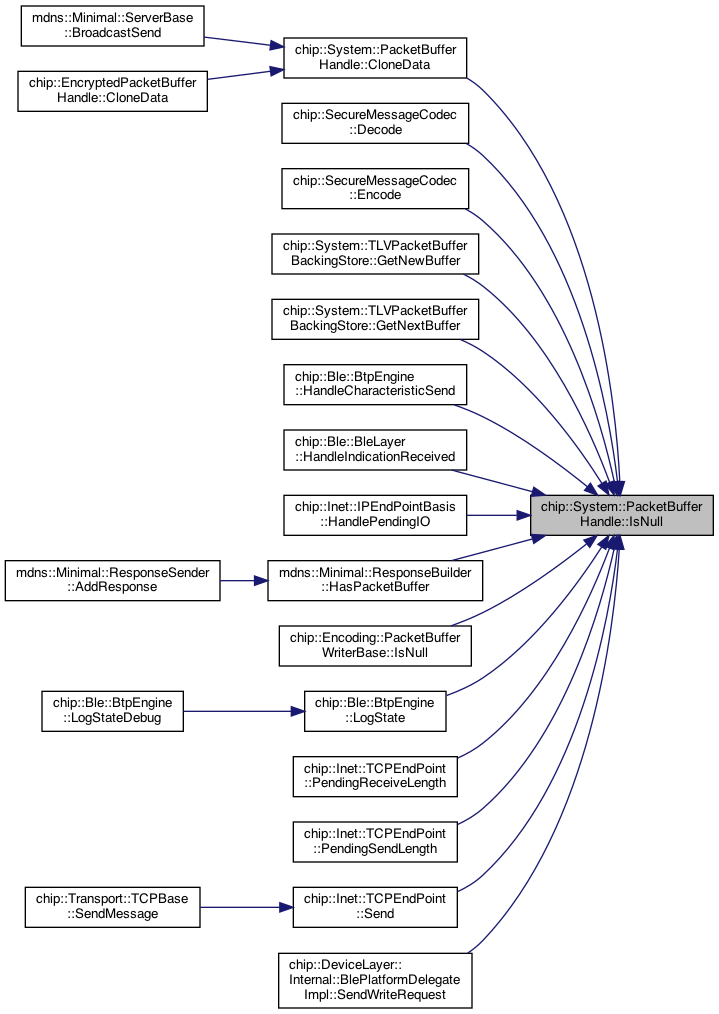 mdns::Minimal::ServerBase
::BroadcastSend
chip::System::PacketBuffer
Handle::CloneData
chip::EncryptedPacketBuffer
Handle::CloneData
chip::SecureMessageCodec
::Decode
chip::SecureMessageCodec
::Encode
chip::System::TLVPacketBuffer
BackingStore::GetNewBuffer
chip::System::TLVPacketBuffer
BackingStore::GetNextBuffer
chip::Ble::BtpEngine
::HandleCharacteristicSend
chip::Ble::BleLayer
::HandleIndicationReceived
chip::Inet::IPEndPointBasis
::HandlePendingIO
chip::System::PacketBuffer
Handle::IsNull
mdns::Minimal::ResponseSender
::AddResponse
mdns::Minimal::ResponseBuilder
::HasPacketBuffer
chip::Encoding::PacketBuffer
WriterBase::IsNull
chip::Ble::BtpEngine
::LogStateDebug
chip::Ble::BtpEngine
::LogState
chip::Inet::TCPEndPoint
::PendingReceiveLength
chip::Inet::TCPEndPoint
::PendingSendLength
chip::Transport::TCPBase
::SendMessage
chip::Inet::TCPEndPoint
::Send
chip::DeviceLayer::
Internal::BlePlatformDelegate
Impl::SendWriteRequest